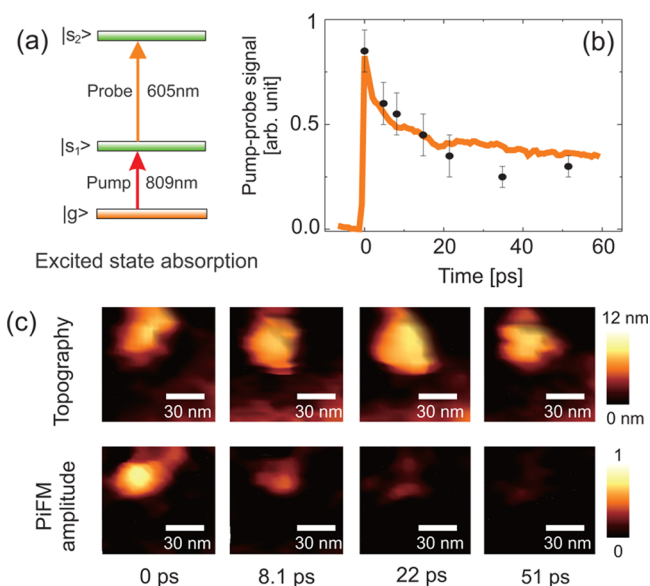 (a)
|s₂>
Probe 605nm
|s₁>
Pump 809nm
|g>
Excited state absorption
(b)
Pump-probe signal
[arb. unit]
1
0.5
0.0
0 20 40 60
Time [ps]
(c)
Topography
30 nm 30 nm 30 nm 30 nm
12 nm
0 nm
PiFM
amplitude
30 nm 30 nm 30 nm 30 nm
1
0
0 ps 8.1 ps 22 ps 51 ps